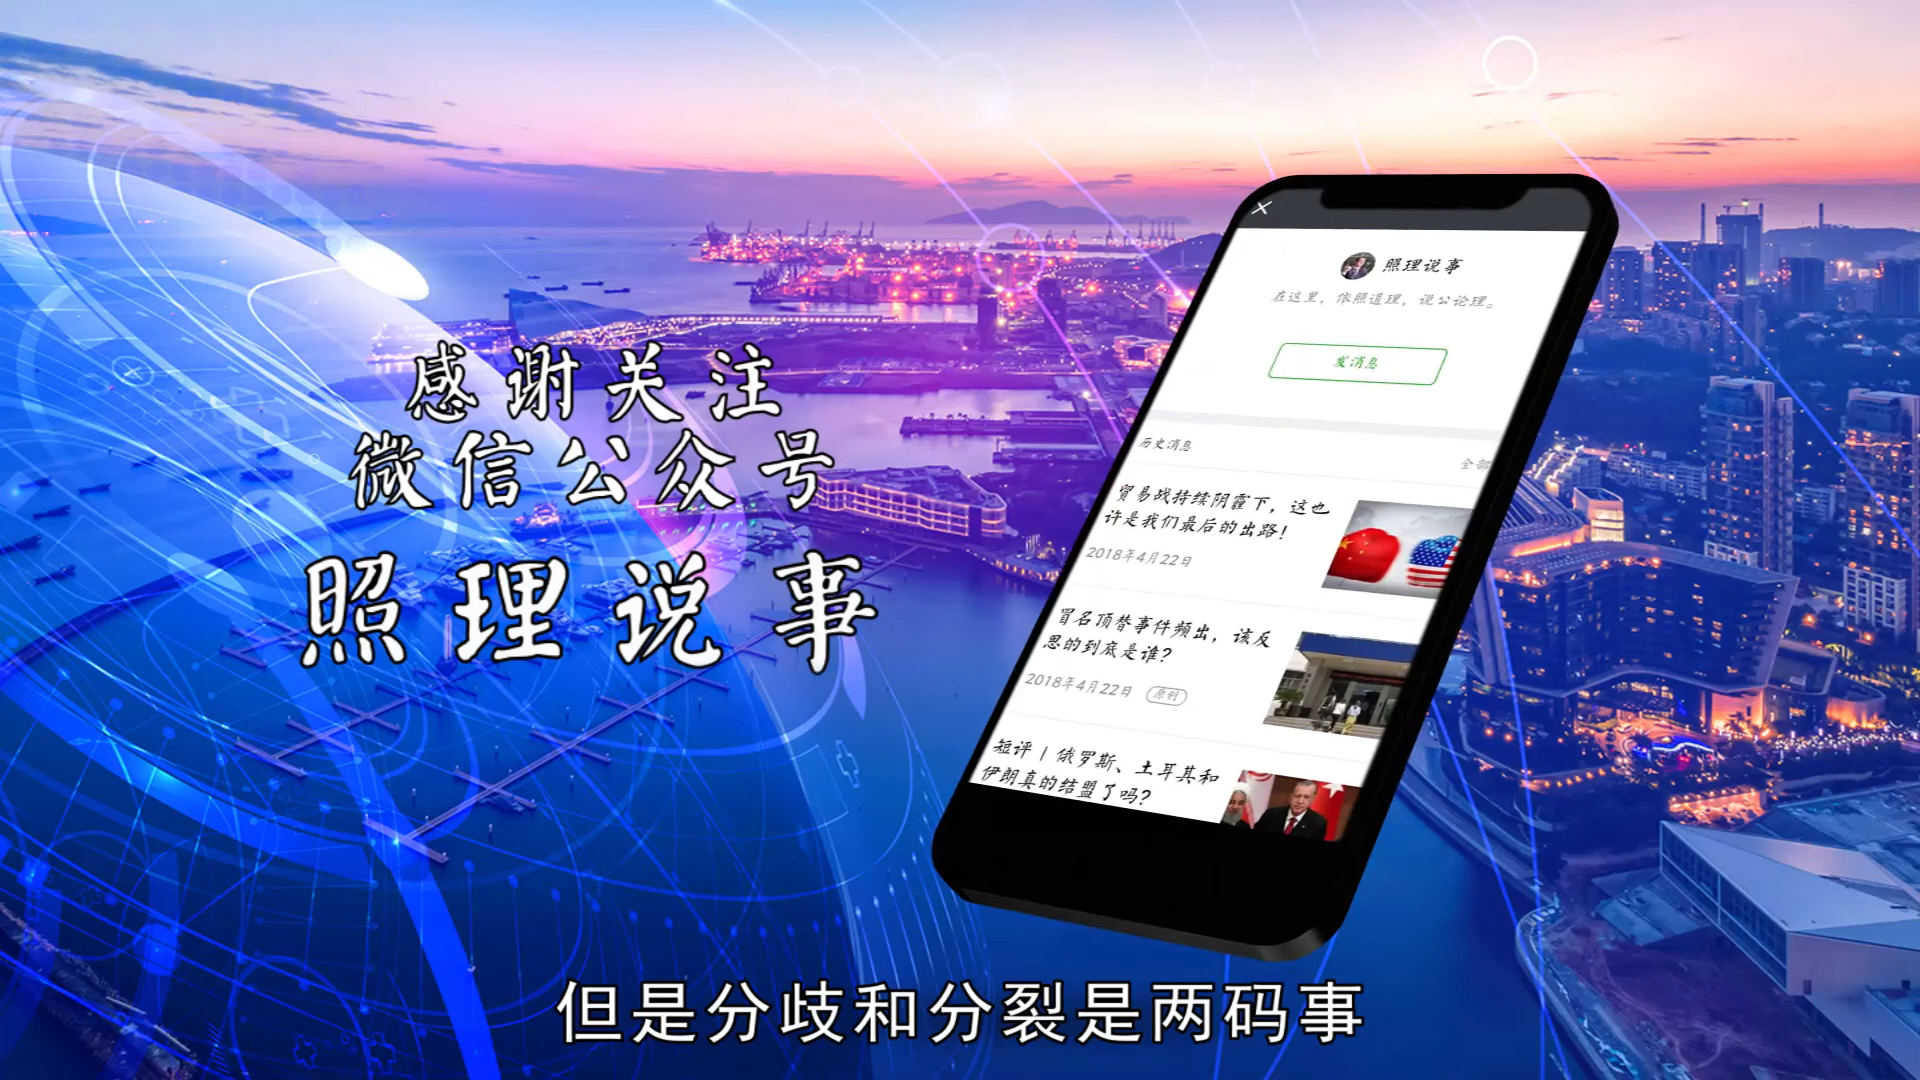 感谢关注
微信公众号
照理说事
照理说事
在这里，依照道理，说公论理。
发消息
历史消息
全部
贸易战持续阴霾下，这也
许是我们最后的出路！
2018年4月22日
冒名顶替事件频出，该反
思的到底是谁？
2018年4月22日 原创
短评 | 俄罗斯、土耳其和
伊朗真的结盟了吗？
但是分歧和分裂是两码事